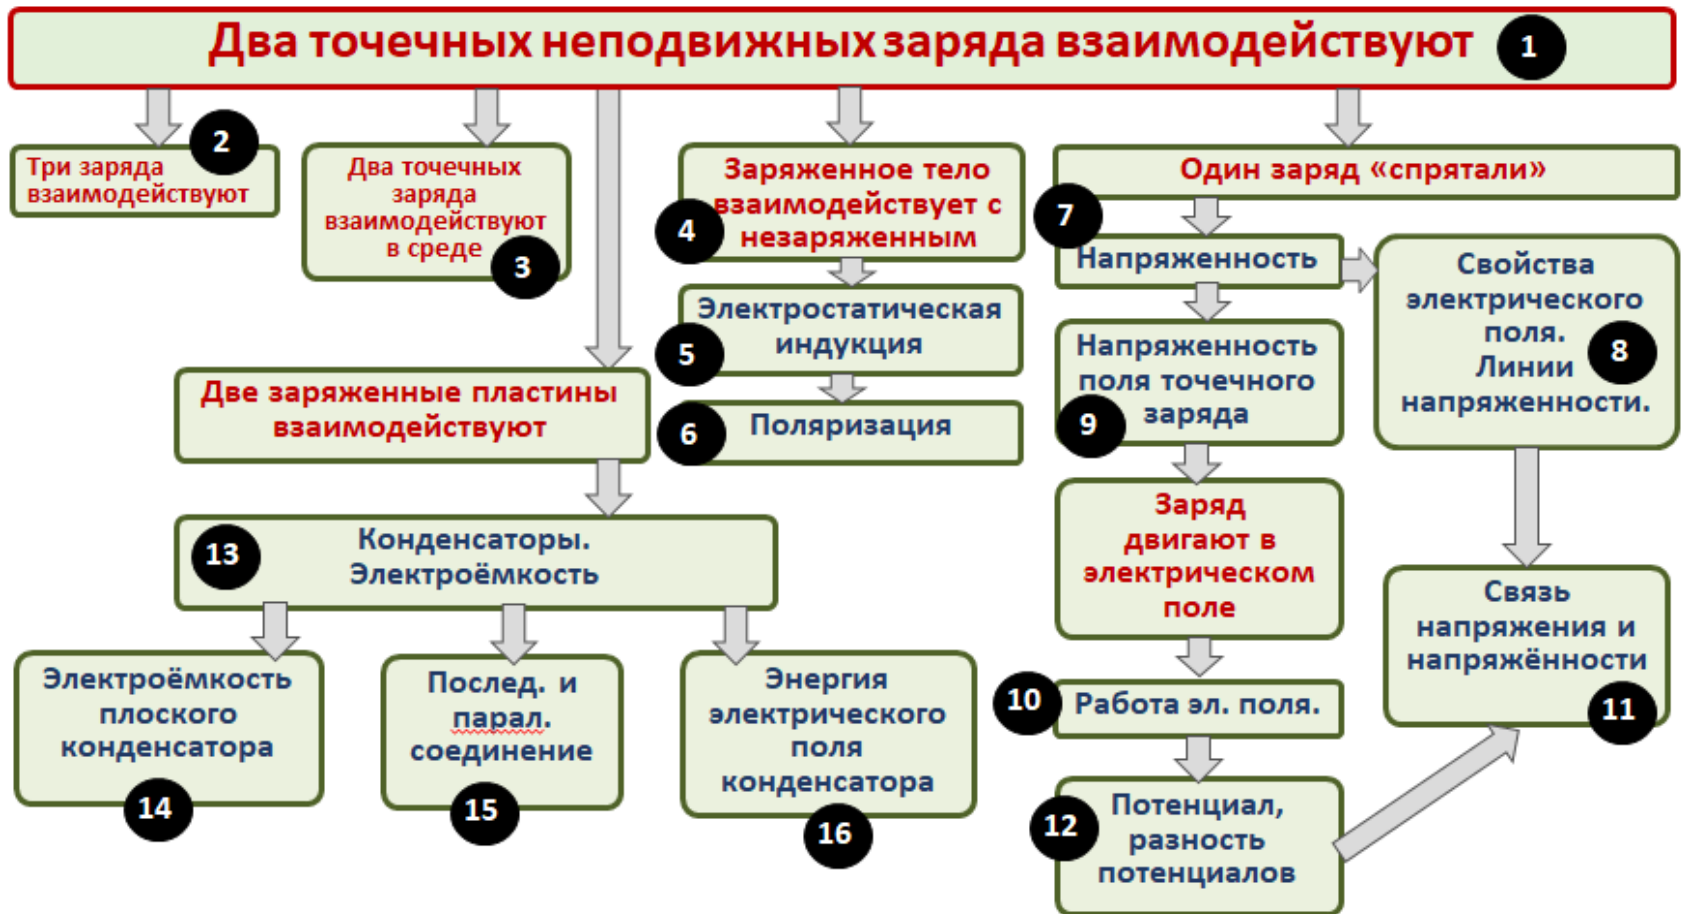 Два точечных неподвижных заряда взаимодействуют
1
2
Три заряда
взаимодействуют
Два точечных
заряда
взаимодействуют
в среде
3
Заряженное тело
взаимодействует с
незаряженным
4
Электростатическая
индукция
5
Поляризация
6
Один заряд «спрятали»
7
Напряженность
Свойства
электрического
поля.
Линии
напряженности.
8
Напряженность
поля точечного
заряда
9
Заряд
двигают в
электрическом
поле
10
Работа эл. поля.
Связь
напряжения и
напряжённости
11
12
Потенциал,
разность
потенциалов
Две заряженные пластины
взаимодействуют
13
Конденсаторы.
Электроёмкость
Электроёмкость
плоского
конденсатора
14
Послед. и
парал.
соединение
15
Энергия
электрического
поля
конденсатора
16